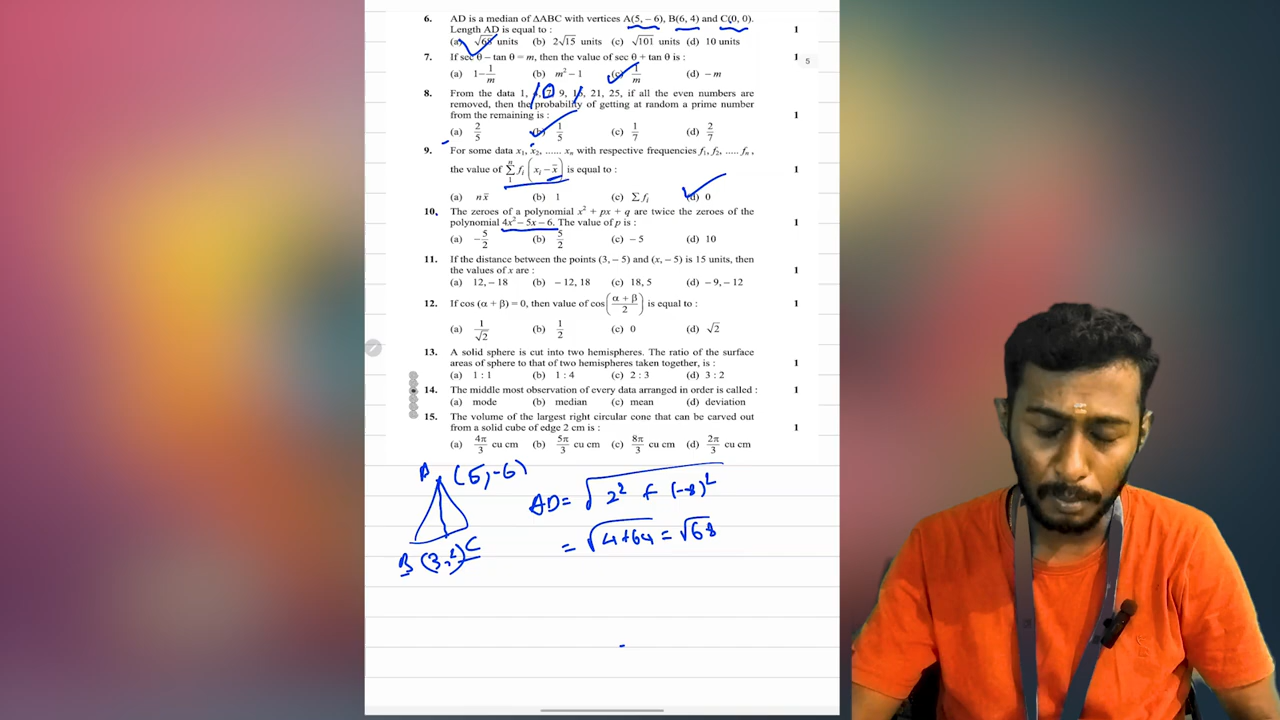 6. AD is a median of ΔABC with vertices A(5, – 6), B(6, 4) and C(0, 0).
Length AD is equal to : 1
(a) √68 units (b) 2√15 units (c) √101 units (d) 10 units
7. If sec θ – tan θ = m, then the value of sec θ + tan θ is : 1
5
(a) 1 – 1/m (b) m² – 1 (c) 1/m (d) – m
8. From the data 1, 7, 9, 16, 21, 25, if all the even numbers are
removed, then the probability of getting at random a prime number
from the remaining is : 1
(a) 2/5 (b) 1/5 (c) 1/7 (d) 2/7
9. For some data x₁, x₂, ...... xₙ with respective frequencies f₁, f₂, ..... fₙ,
the value of Σ₁ⁿ fᵢ (xᵢ – x̄) is equal to : 1
(a) nx̄ (b) 1 (c) Σfᵢ (d) 0
10. The zeroes of a polynomial x² + px + q are twice the zeroes of the
polynomial 4x² – 5x – 6. The value of p is : 1
(a) –5/2 (b) 5/2 (c) – 5 (d) 10
11. If the distance between the points (3, – 5) and (x, – 5) is 15 units, then
the values of x are : 1
(a) 12, – 18 (b) – 12, 18 (c) 18, 5 (d) – 9, – 12
12. If cos (α + β) = 0, then value of cos((α + β)/2) is equal to : 1
(a) 1/√2 (b) 1/2 (c) 0 (d) √2
13. A solid sphere is cut into two hemispheres. The ratio of the surface
areas of sphere to that of two hemispheres taken together, is : 1
(a) 1 : 1 (b) 1 : 4 (c) 2 : 3 (d) 3 : 2
14. The middle most observation of every data arranged in order is called : 1
(a) mode (b) median (c) mean (d) deviation
15. The volume of the largest right circular cone that can be carved out
from a solid cube of edge 2 cm is : 1
(a) 4π/3 cu cm (b) 5π/3 cu cm (c) 8π/3 cu cm (d) 2π/3 cu cm
A (5,-6)
AD = √2² + (-8)²
= √4+64 = √68
B (3,2) C